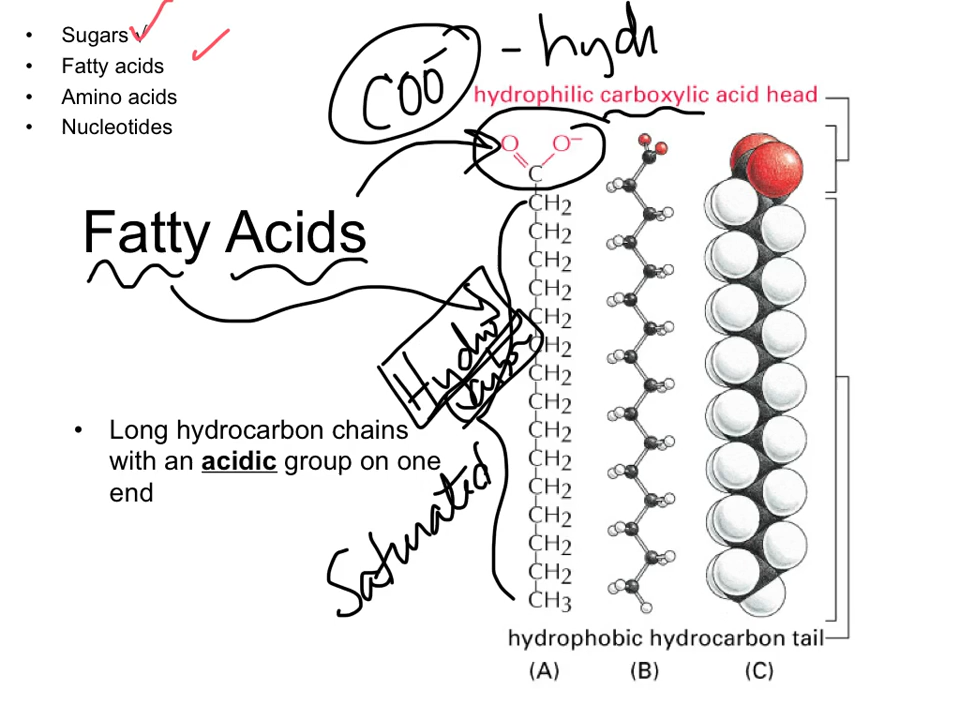 • Sugars √
• Fatty acids
• Amino acids
• Nucleotides
COO⁻ -
hydrophilic carboxylic acid head
O O⁻
C
Fatty Acids
CH2
CH2
CH2
CH2
CH2
CH2
CH2
CH2
CH2
CH2
CH2
CH2
CH2
CH2
CH3
Hydro
carbon
Saturated
• Long hydrocarbon chains
with an acidic group on one
end
hydrophobic hydrocarbon tail
(A) (B) (C)